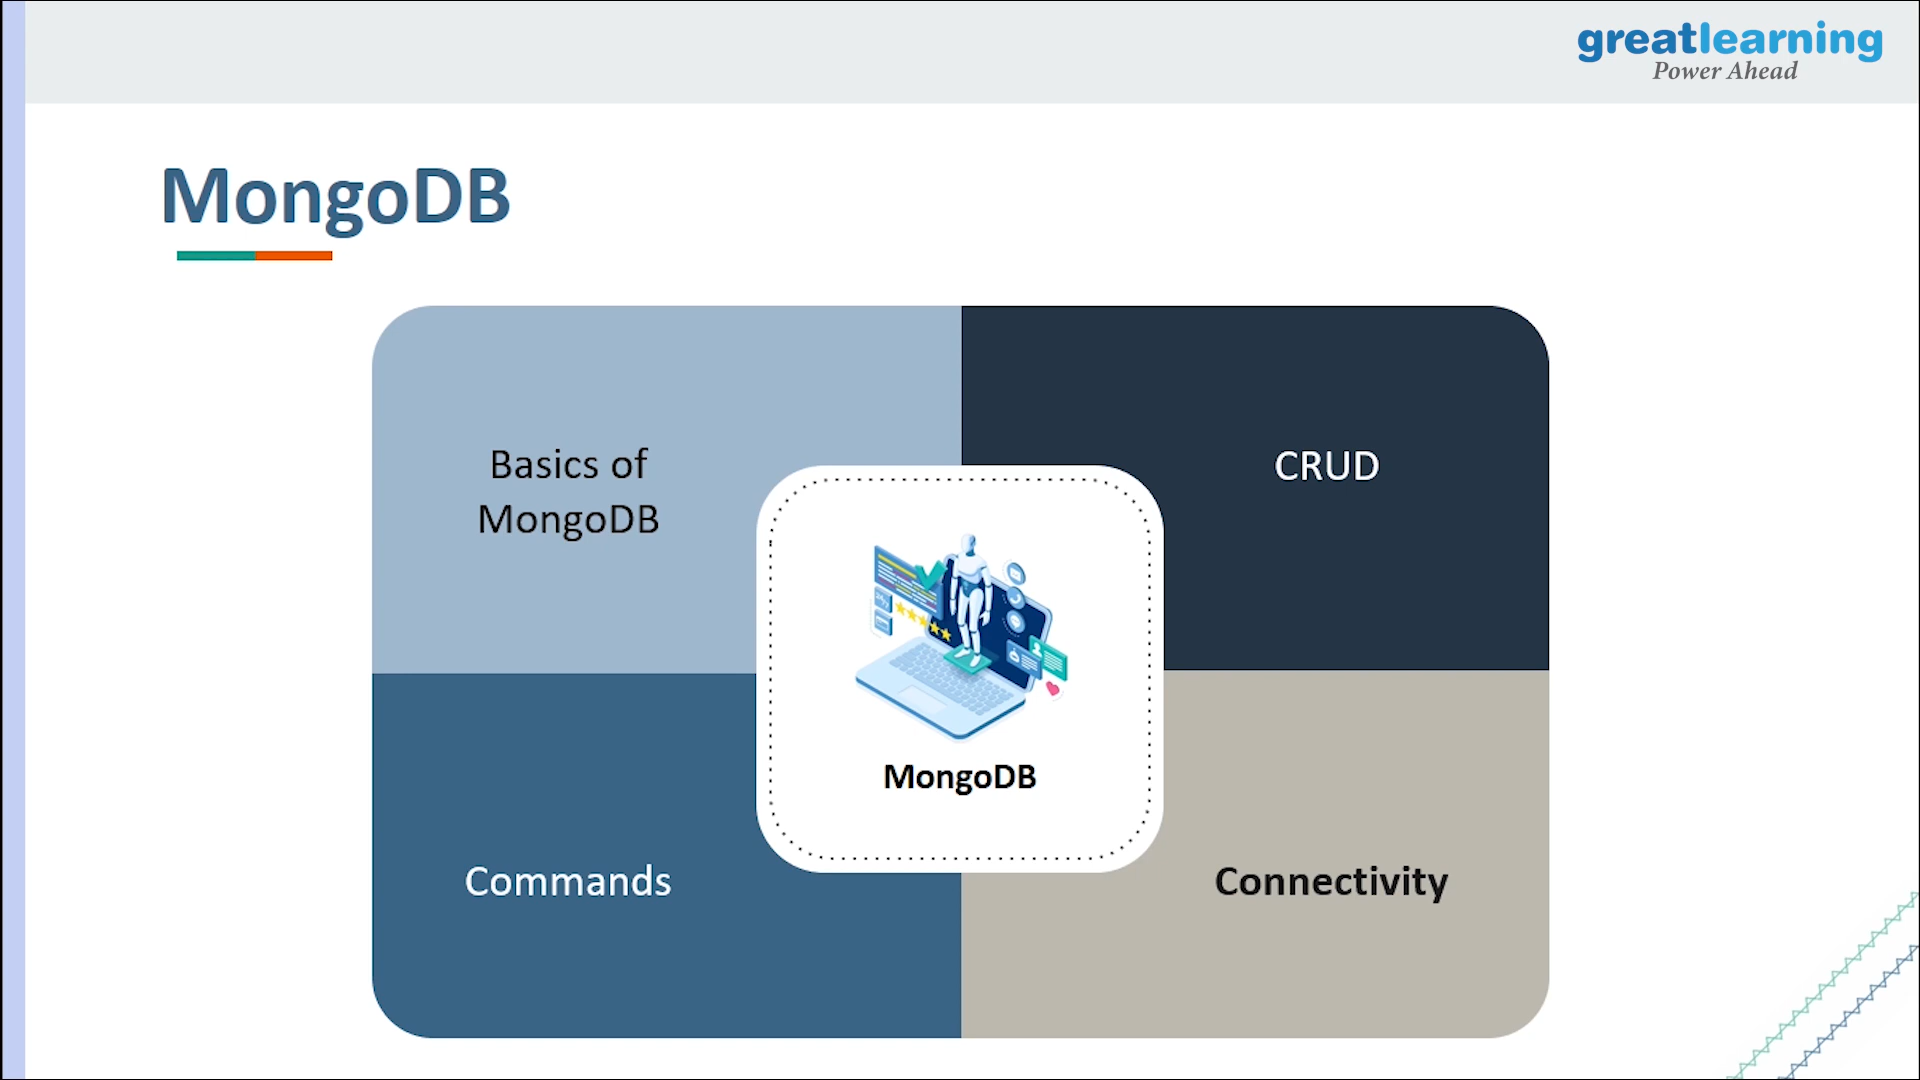 greatlearning
Power Ahead
MongoDB
Basics of
MongoDB
CRUD
MongoDB
Commands
Connectivity